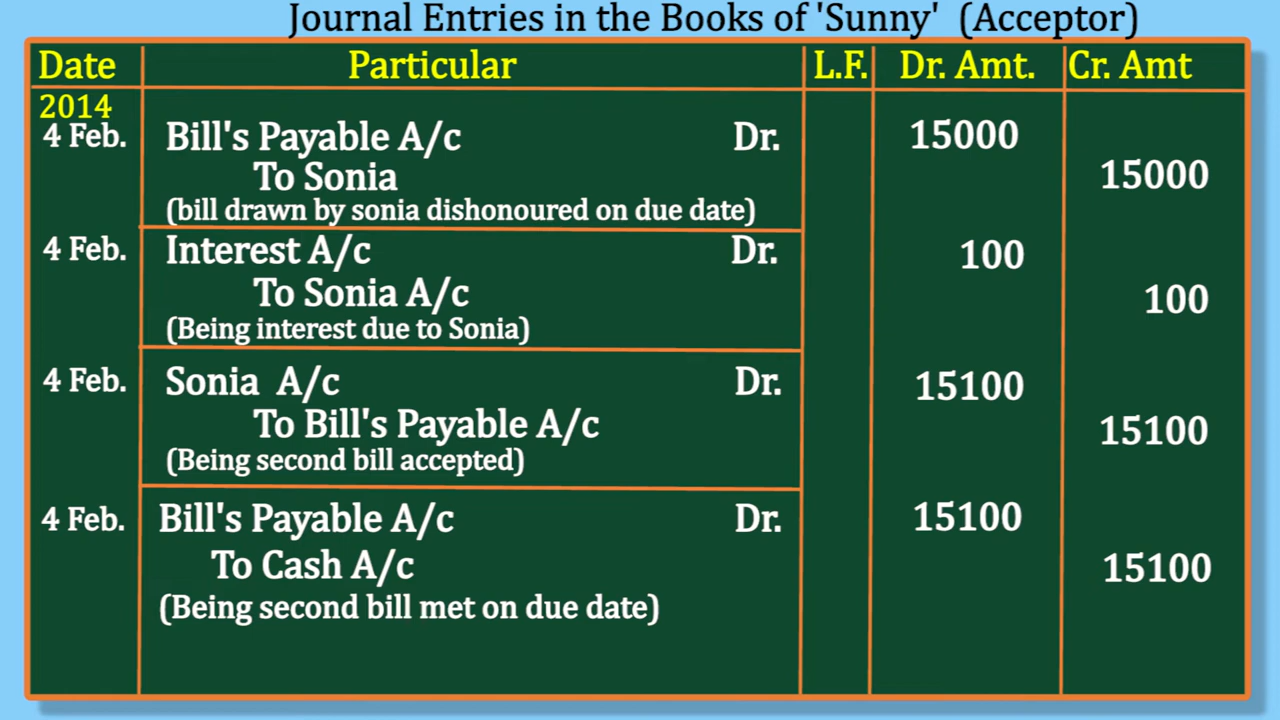 Journal Entries in the Books of 'Sunny' (Acceptor)
Date Particular L.F. Dr. Amt. Cr. Amt
2014
4 Feb. Bill's Payable A/c Dr. 15000
To Sonia 15000
(bill drawn by sonia dishonoured on due date)
4 Feb. Interest A/c Dr. 100
To Sonia A/c 100
(Being interest due to Sonia)
4 Feb. Sonia A/c Dr. 15100
To Bill's Payable A/c 15100
(Being second bill accepted)
4 Feb. Bill's Payable A/c Dr. 15100
To Cash A/c 15100
(Being second bill met on due date)